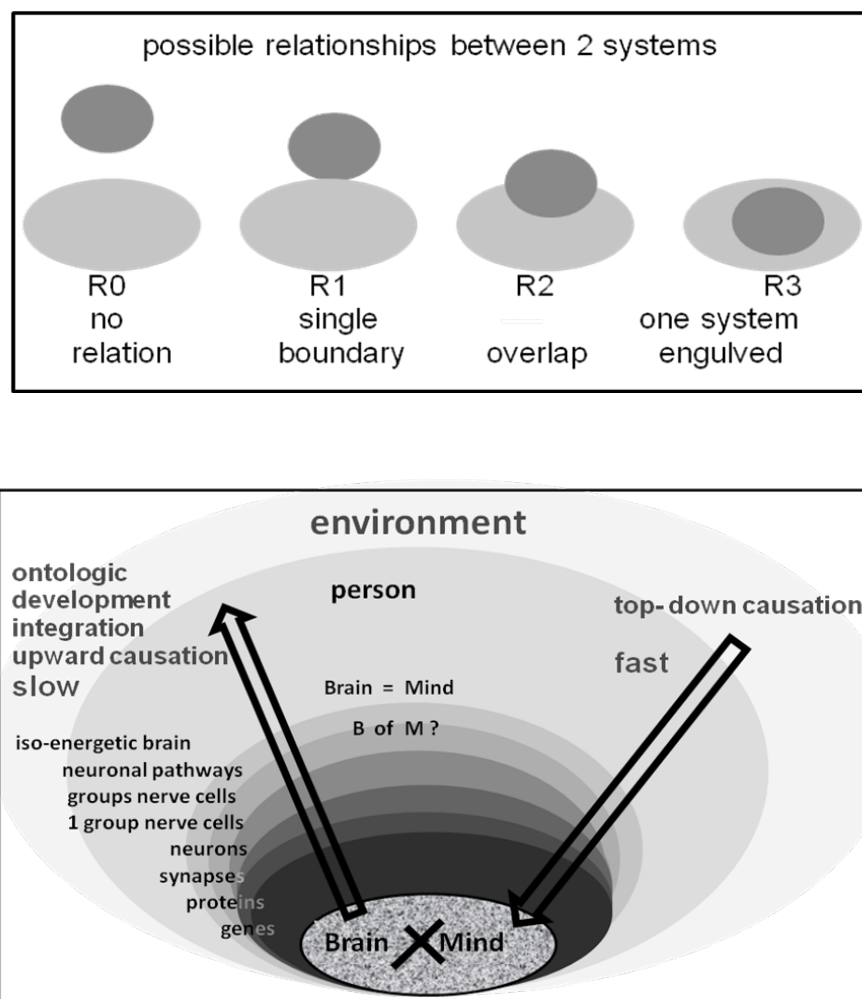 possible relationships between 2 systems
R0 R1 R2 R3
no single one system
relation boundary overlap engulved
environment
ontologic
development
integration
upward causation
slow
person
top-down causation
fast
Brain = Mind
B of M ?
iso-energetic brain
neuronal pathways
groups nerve cells
1 group nerve cells
neurons
synapses
proteins
genes
Brain X Mind